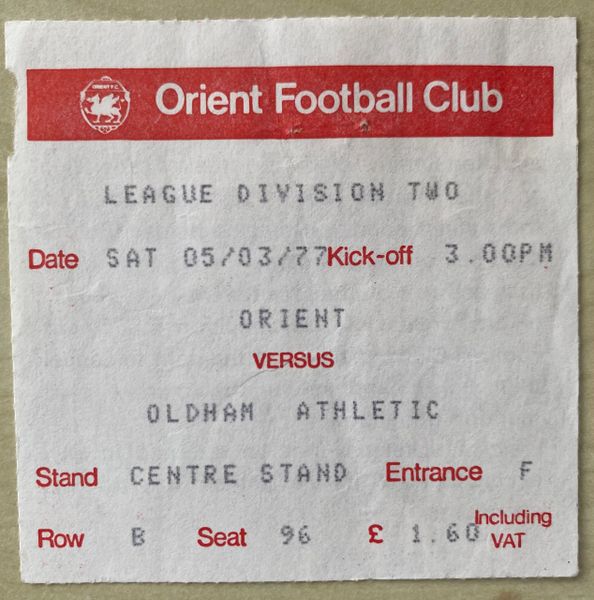 ORIENT F.C.
Orient Football Club
LEAGUE DIVISION TWO
Date SAT 05/03/77 Kick-off 3.00PM
ORIENT
VERSUS
OLDHAM ATHLETIC
Stand CENTRE STAND Entrance F
Row B Seat 96 £ 1.60 Including VAT